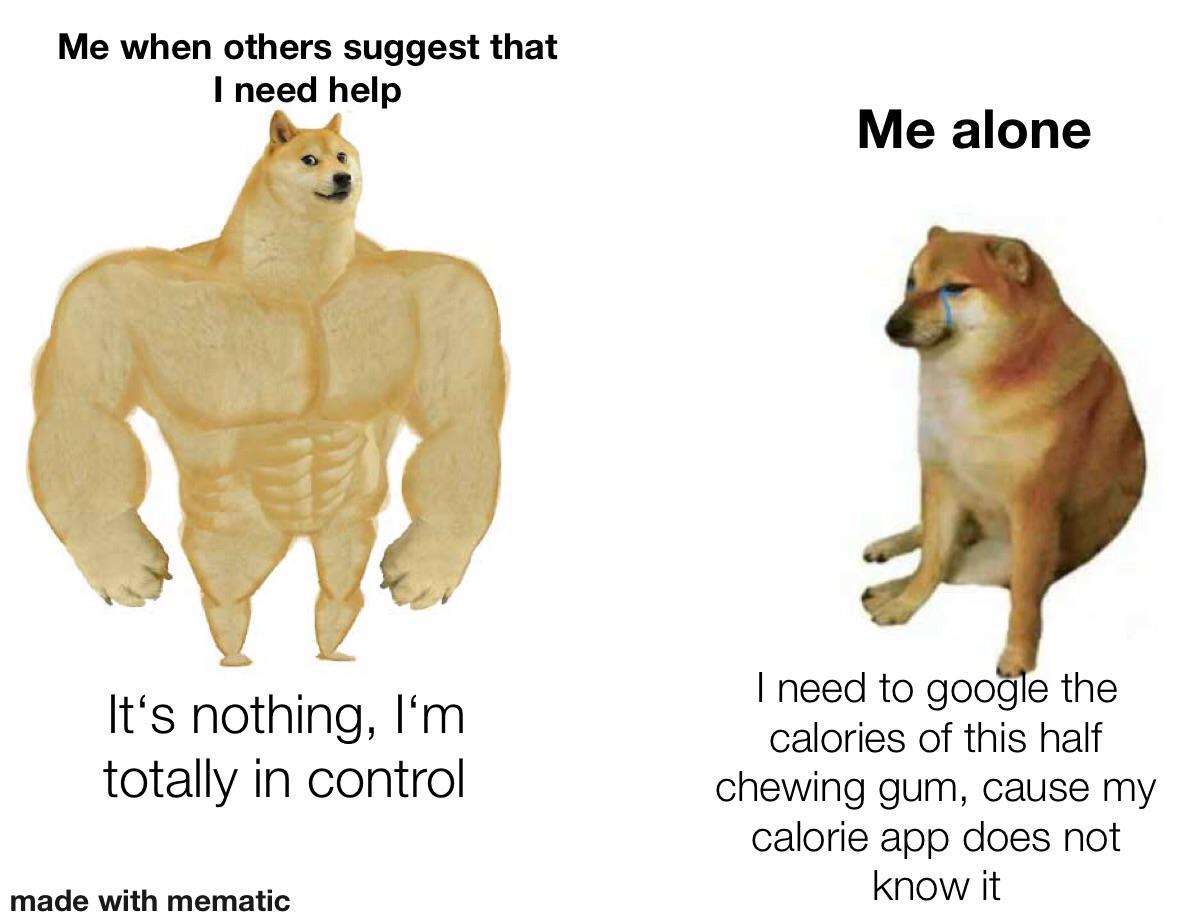 Me when others suggest that
I need help
Me alone
It‘s nothing, I‘m
totally in control
I need to google the
calories of this half
chewing gum, cause my
calorie app does not
know it
made with mematic